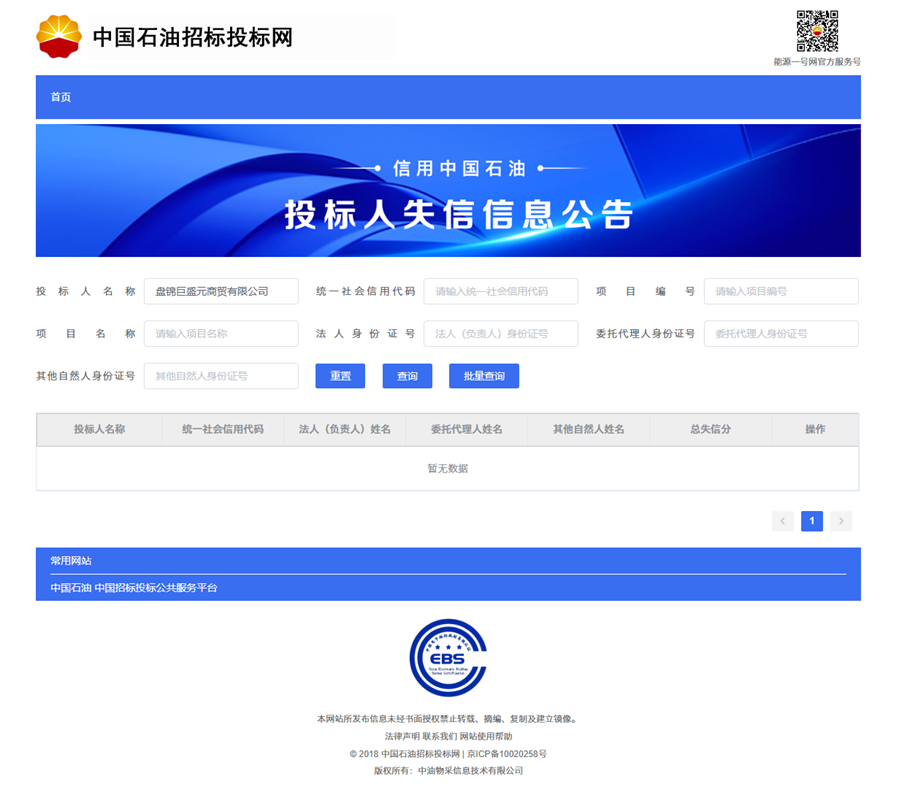 中国石油招标投标网
能源一号网官方服务号
首页
信用中国石油
投标人失信信息公告
投标人名称 盘锦巨盛元商贸有限公司 统一社会信用代码 请输入统一社会信用代码 项目编号 请输入项目编号
项目名称 请输入项目名称 法人身份证号 法人（负责人）身份证号 委托代理人身份证号 委托代理人身份证号
其他自然人身份证号 其他自然人身份证号 重置 查询 批量查询
投标人名称 统一社会信用代码 法人（负责人）姓名 委托代理人姓名 其他自然人姓名 总失信分 操作
暂无数据
1
常用网站
中国石油 中国招标投标公共服务平台
EBS
本网站所发布信息未经书面授权禁止转载、摘编、复制及建立镜像。
法律声明 联系我们 网站使用帮助
© 2018 中国石油招标投标网 | 京ICP备10020258号
版权所有：中油物采信息技术有限公司